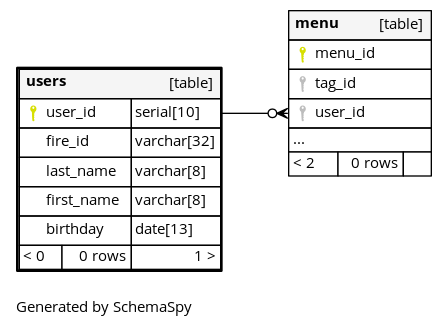 menu [table]
menu_id
tag_id
user_id
...
< 2 0 rows
users [table]
user_id serial[10]
fire_id varchar[32]
last_name varchar[8]
first_name varchar[8]
birthday date[13]
< 0 0 rows 1 >
Generated by SchemaSpy